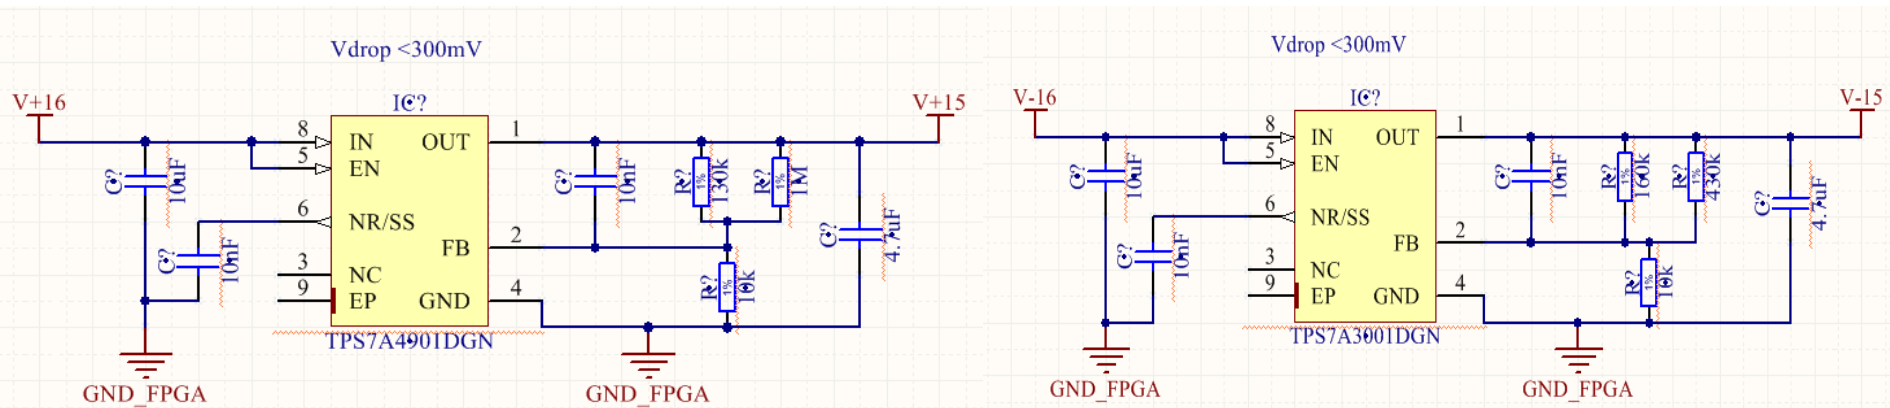 Vdrop <300mV
V+16
IC?
V+15
8
IN
OUT
1
5
EN
C?
10uF
C?
10nF
R?
1%
130k
R?
1%
1M
6
NR/SS
FB
2
C?
10nF
C?
4.7uF
3
NC
R?
1%
10k
9
EP
GND
4
TPS7A4901DGN
GND_FPGA
GND_FPGA
Vdrop <300mV
V-16
IC?
V-15
8
IN
OUT
1
5
EN
C?
10uF
C?
10nF
R?
1%
160k
R?
1%
430k
6
NR/SS
FB
2
C?
10nF
C?
4.7uF
3
NC
R?
1%
10k
9
EP
GND
4
TPS7A3001DGN
GND_FPGA
GND_FPGA